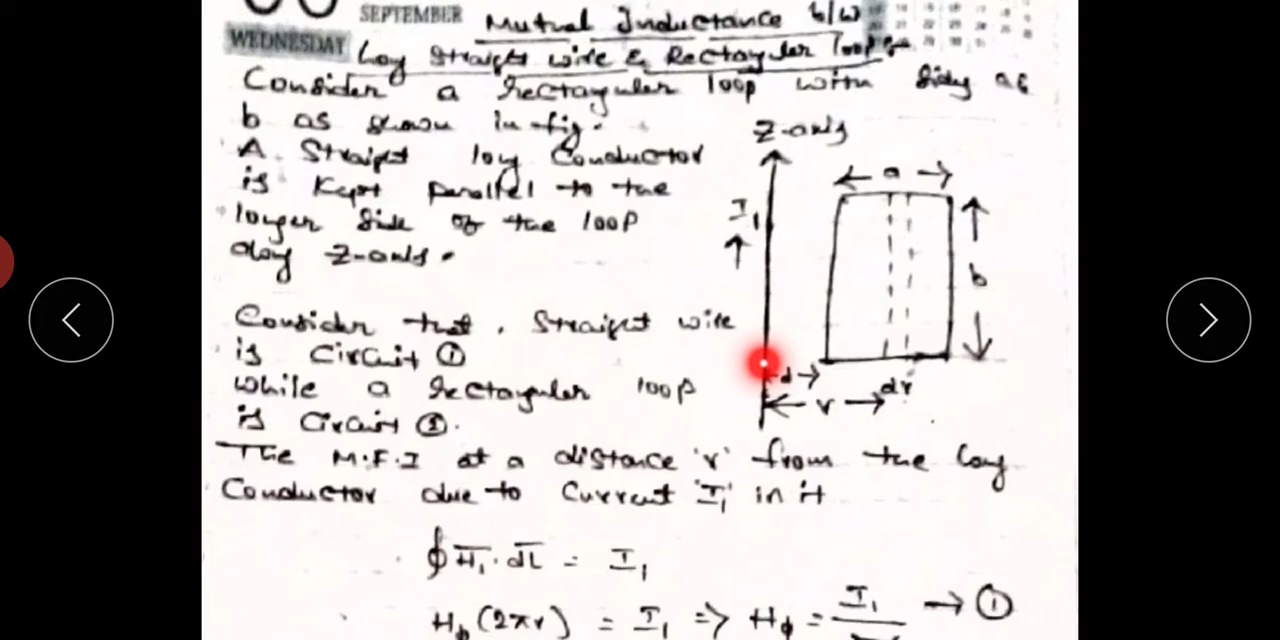 SEPTEMBER
WEDNESDAY
Mutual Inductance b/w
Long Straight wire & Rectangular loop
Consider a rectangular loop with sides a &
b as shown in fig.
A Straight long Conductor
is kept parallel to the
longer side of the loop
along Z-axis.
Z-axis
I₁
a
b
d
r
dr
Consider that, Straight wire
is Circuit ①
while a rectangular loop
is Circuit ②.
The M.F.I at a distance 'r' from the long
Conductor due to Current 'I₁' in it
∮ H̅₁ · dL̅ = I₁
H_ϕ (2πr) = I₁ => H_ϕ = I₁ → ①